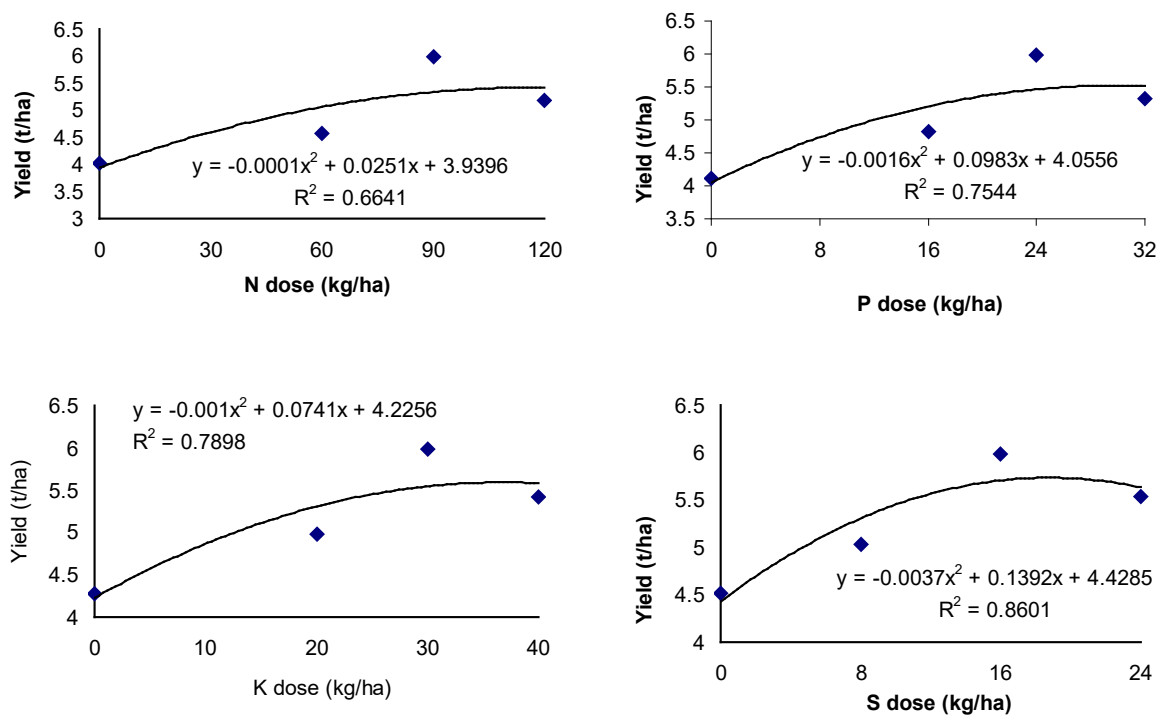 6.5
6
5.5
5
4.5
4
3.5
3
Yield (t/ha)
y = -0.0001x² + 0.0251x + 3.9396
R² = 0.6641
0 30 60 90 120
N dose (kg/ha)
6.5
6
5.5
5
4.5
4
3.5
Yield (t/ha)
y = -0.0016x² + 0.0983x + 4.0556
R² = 0.7544
0 8 16 24 32
P dose (kg/ha)
6.5
6
5.5
5
4.5
4
Yield (t/ha)
y = -0.001x² + 0.0741x + 4.2256
R² = 0.7898
0 10 20 30 40
K dose (kg/ha)
6.5
6
5.5
5
4.5
4
Yield (t/ha)
y = -0.0037x² + 0.1392x + 4.4285
R² = 0.8601
0 8 16 24
S dose (kg/ha)